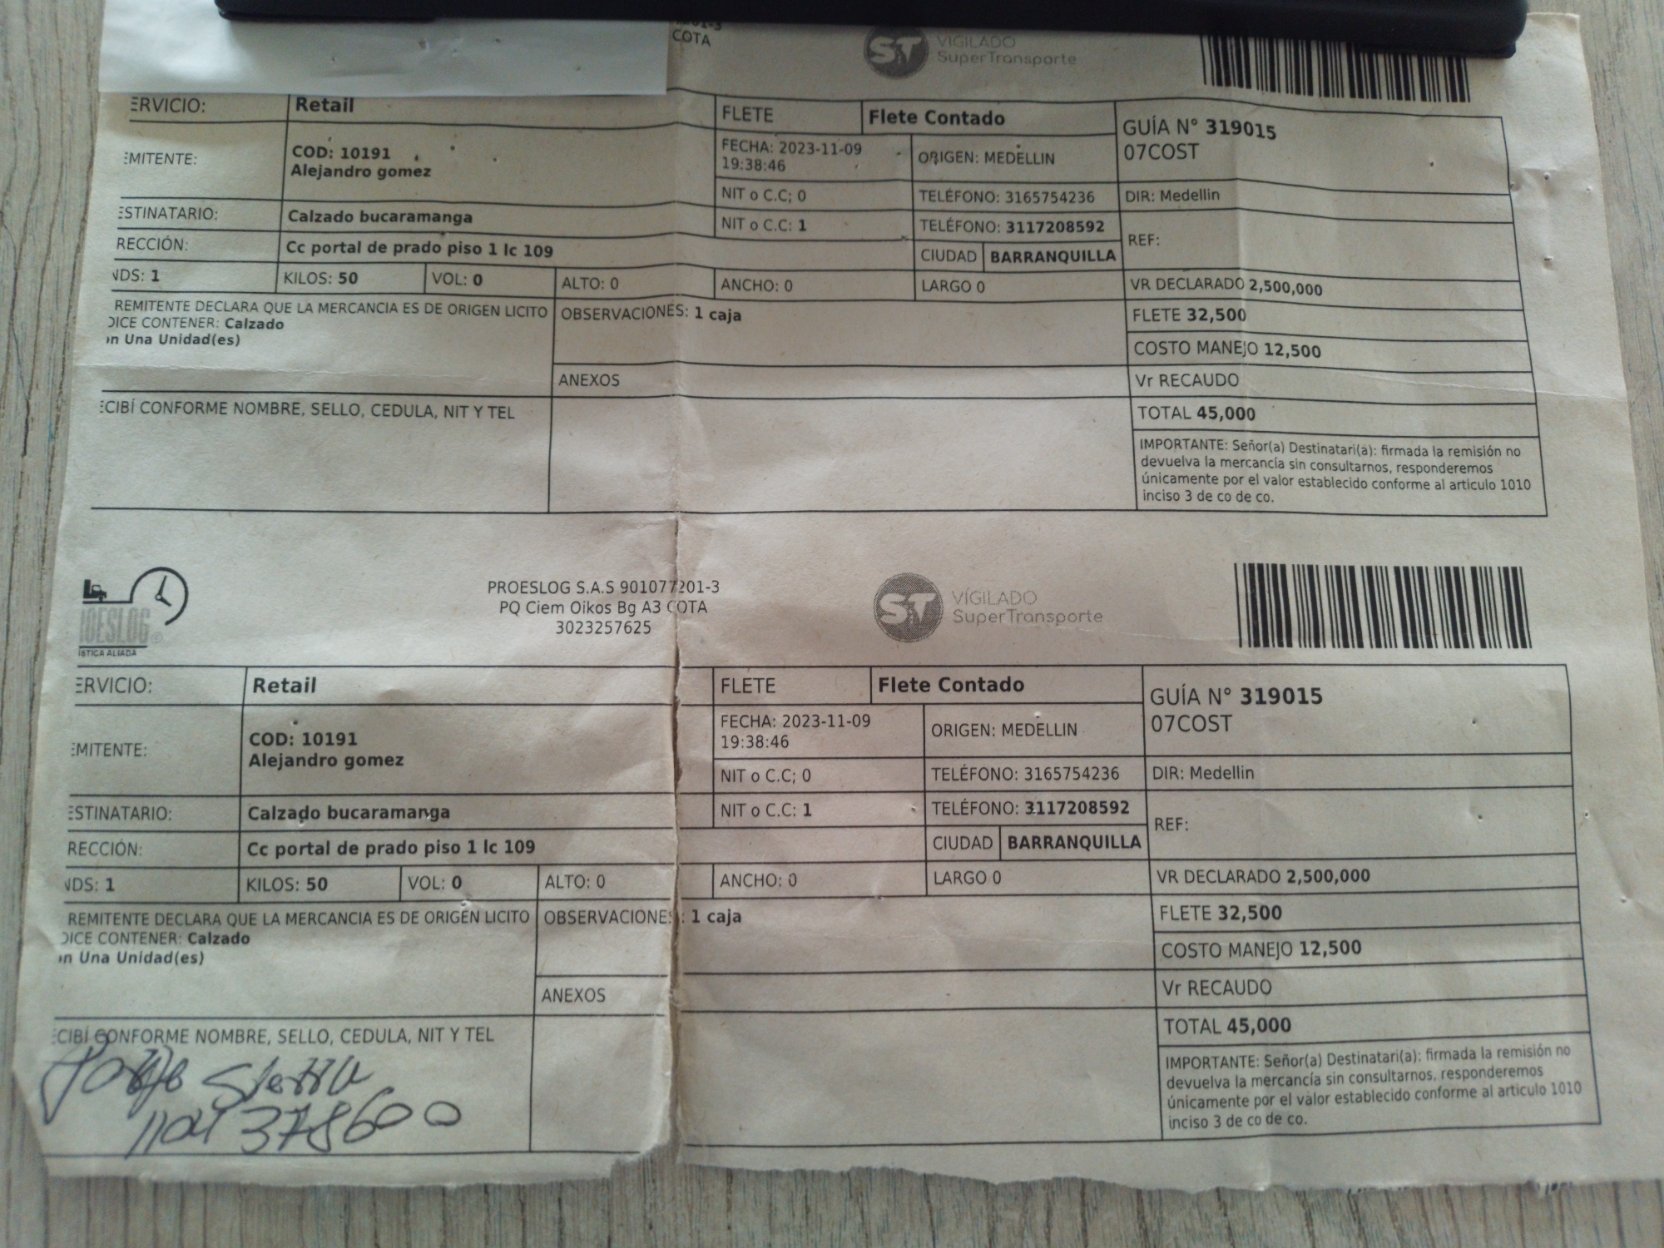 COTA
VIGILADO
SuperTransporte
ERVICIO: Retail FLETE Flete Contado GUÍA N° 319015
07COST
EMITENTE: COD: 10191
Alejandro gomez
FECHA: 2023-11-09
19:38:46
ORIGEN: MEDELLIN
NIT o C.C; 0 TELÉFONO: 3165754236 DIR: Medellin
ESTINATARIO: Calzado bucaramanga NIT o C.C: 1 TELÉFONO: 3117208592 REF:
RECCIÓN: Cc portal de prado piso 1 lc 109 CIUDAD BARRANQUILLA
NDS: 1 KILOS: 50 VOL: 0 ALTO: 0 ANCHO: 0 LARGO 0 VR DECLARADO 2,500,000
REMITENTE DECLARA QUE LA MERCANCIA ES DE ORIGEN LICITO OBSERVACIONES: 1 caja FLETE 32,500
DICE CONTENER: Calzado
n Una Unidad(es) COSTO MANEJO 12,500
ANEXOS Vr RECAUDO
ECIBÍ CONFORME NOMBRE, SELLO, CEDULA, NIT Y TEL TOTAL 45,000
IMPORTANTE: Señor(a) Destinatari(a): firmada la remisión no
devuelva la mercancía sin consultarnos, responderemos
únicamente por el valor establecido conforme al articulo 1010
inciso 3 de co de co.
PROESLOG S.A.S 901077201-3
PQ Ciem Oikos Bg A3 COTA
3023257625
OESLOG
ÍSTICA ALIADA
VÍGILADO
SuperTransporte
ERVICIO: Retail FLETE Flete Contado GUÍA N° 319015
07COST
EMITENTE: COD: 10191
Alejandro gomez
FECHA: 2023-11-09
19:38:46
ORIGEN: MEDELLIN
NIT o C.C; 0 TELÉFONO: 3165754236 DIR: Medellin
ESTINATARIO: Calzado bucaramanga NIT o C.C: 1 TELÉFONO: 3117208592 REF:
RECCIÓN: Cc portal de prado piso 1 lc 109 CIUDAD BARRANQUILLA
NDS: 1 KILOS: 50 VOL: 0 ALTO: 0 ANCHO: 0 LARGO 0 VR DECLARADO 2,500,000
REMITENTE DECLARA QUE LA MERCANCIA ES DE ORIGEN LICITO OBSERVACIONES: 1 caja FLETE 32,500
DICE CONTENER: Calzado
n Una Unidad(es) COSTO MANEJO 12,500
ANEXOS Vr RECAUDO
ECIBÍ CONFORME NOMBRE, SELLO, CEDULA, NIT Y TEL TOTAL 45,000
IMPORTANTE: Señor(a) Destinatari(a): firmada la remisión no
devuelva la mercancía sin consultarnos, responderemos
únicamente por el valor establecido conforme al articulo 1010
inciso 3 de co de co.